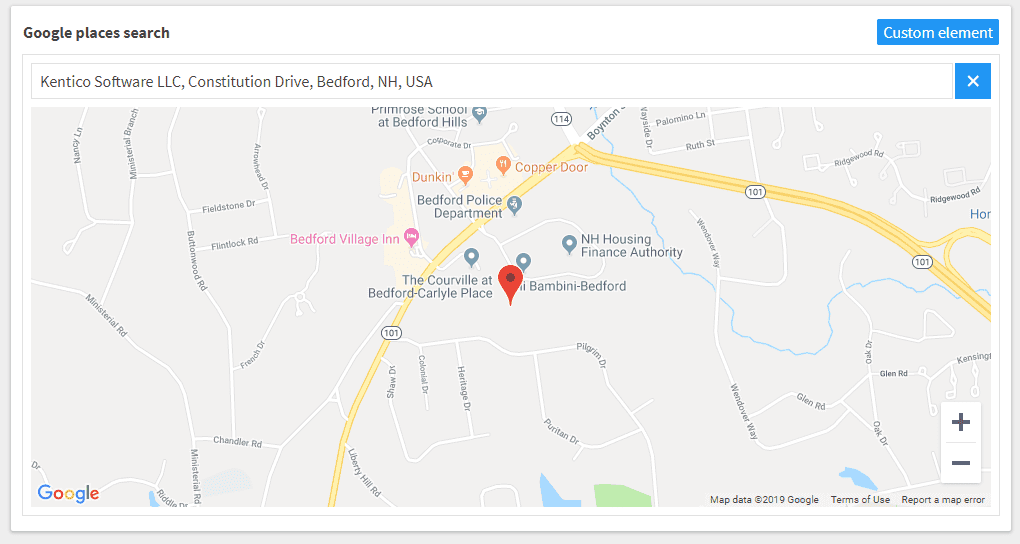 Google places search
Custom element
Kentico Software LLC, Constitution Drive, Bedford, NH, USA
Primrose School
at Bedford Hills
114
Boynton
Wayside Dr
Palomino Ln
Nancy Ln
Ministerial Branch
Arrowhead Dr
Corporate Dr
Ruth St
Ridgewood Rd
Dunkin'
Copper Door
101
Ridgewood Rd
Bedford Police
Department
Fieldstone Dr
Hon
Bedford Village Inn
Flintlock Rd
NH Housing
Finance Authority
Wendover Way
Buttonwood Rd
101
The Courville at
Bedford-Carlyle Place
Bambini-Bedford
Ministerial Rd
101
French Dr
Shaw Dr
Colonial Dr
Heritage Dr
Pilgrim Dr
Oak Dr
Kensing
Glen Rd
Glen Rd
Wendover Way
Puritan Dr
Oak Dr
Chandler Rd
Ministerial Rd
Liberty Hill Rd
Dr
Riddle Dr
Google
Map data ©2019 Google
Terms of Use
Report a map error